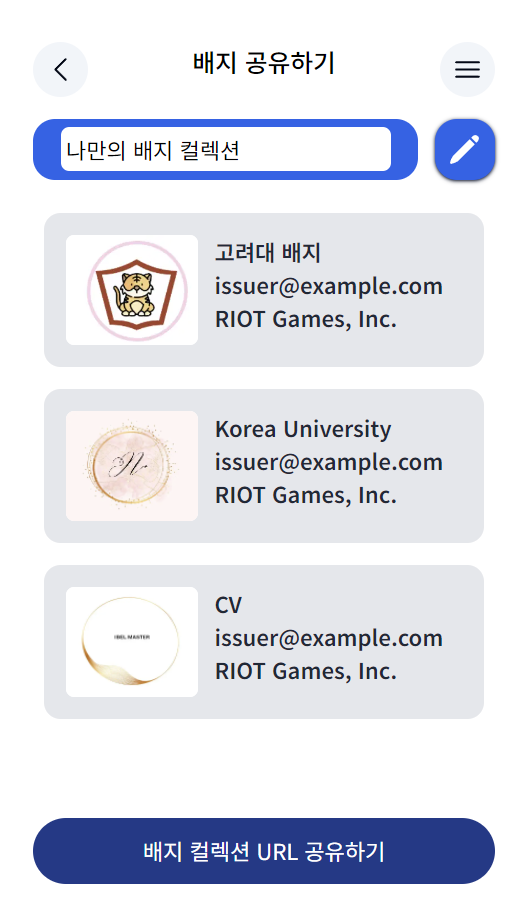 배지 공유하기
나만의 배지 컬렉션
고려대 배지
issuer@example.com
RIOT Games, Inc.
Korea University
issuer@example.com
RIOT Games, Inc.
CV
issuer@example.com
RIOT Games, Inc.
배지 컬렉션 URL 공유하기